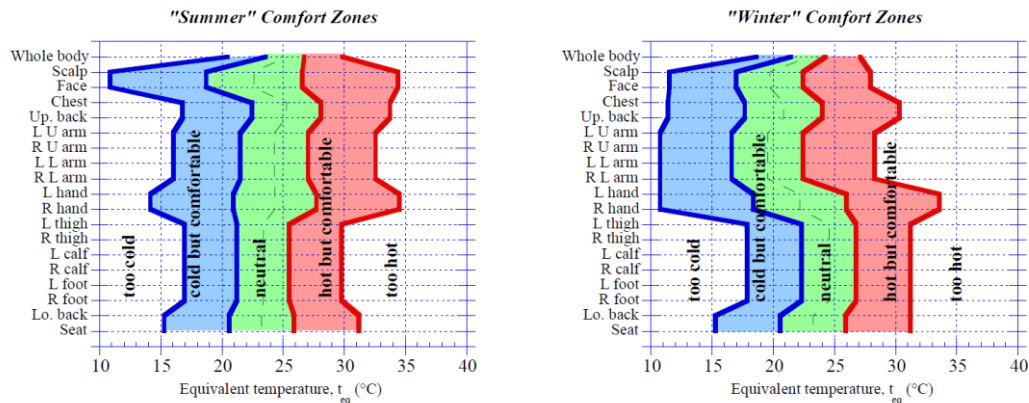 "Summer" Comfort Zones
Whole body
Scalp
Face
Chest
Up. back
L U arm
R U arm
L L arm
R L arm
L hand
R hand
L thigh
R thigh
L calf
R calf
L foot
R foot
Lo. back
Seat
too cold
cold but comfortable
neutral
hot but comfortable
too hot
10 15 20 25 30 35 40
Equivalent temperature, t_eq (°C)
"Winter" Comfort Zones
Whole body
Scalp
Face
Chest
Up. back
L U arm
R U arm
L L arm
R L arm
L hand
R hand
L thigh
R thigh
L calf
R calf
L foot
R foot
Lo. back
Seat
too cold
cold but comfortable
neutral
hot but comfortable
too hot
10 15 20 25 30 35 40
Equivalent temperature, t_eq (°C)